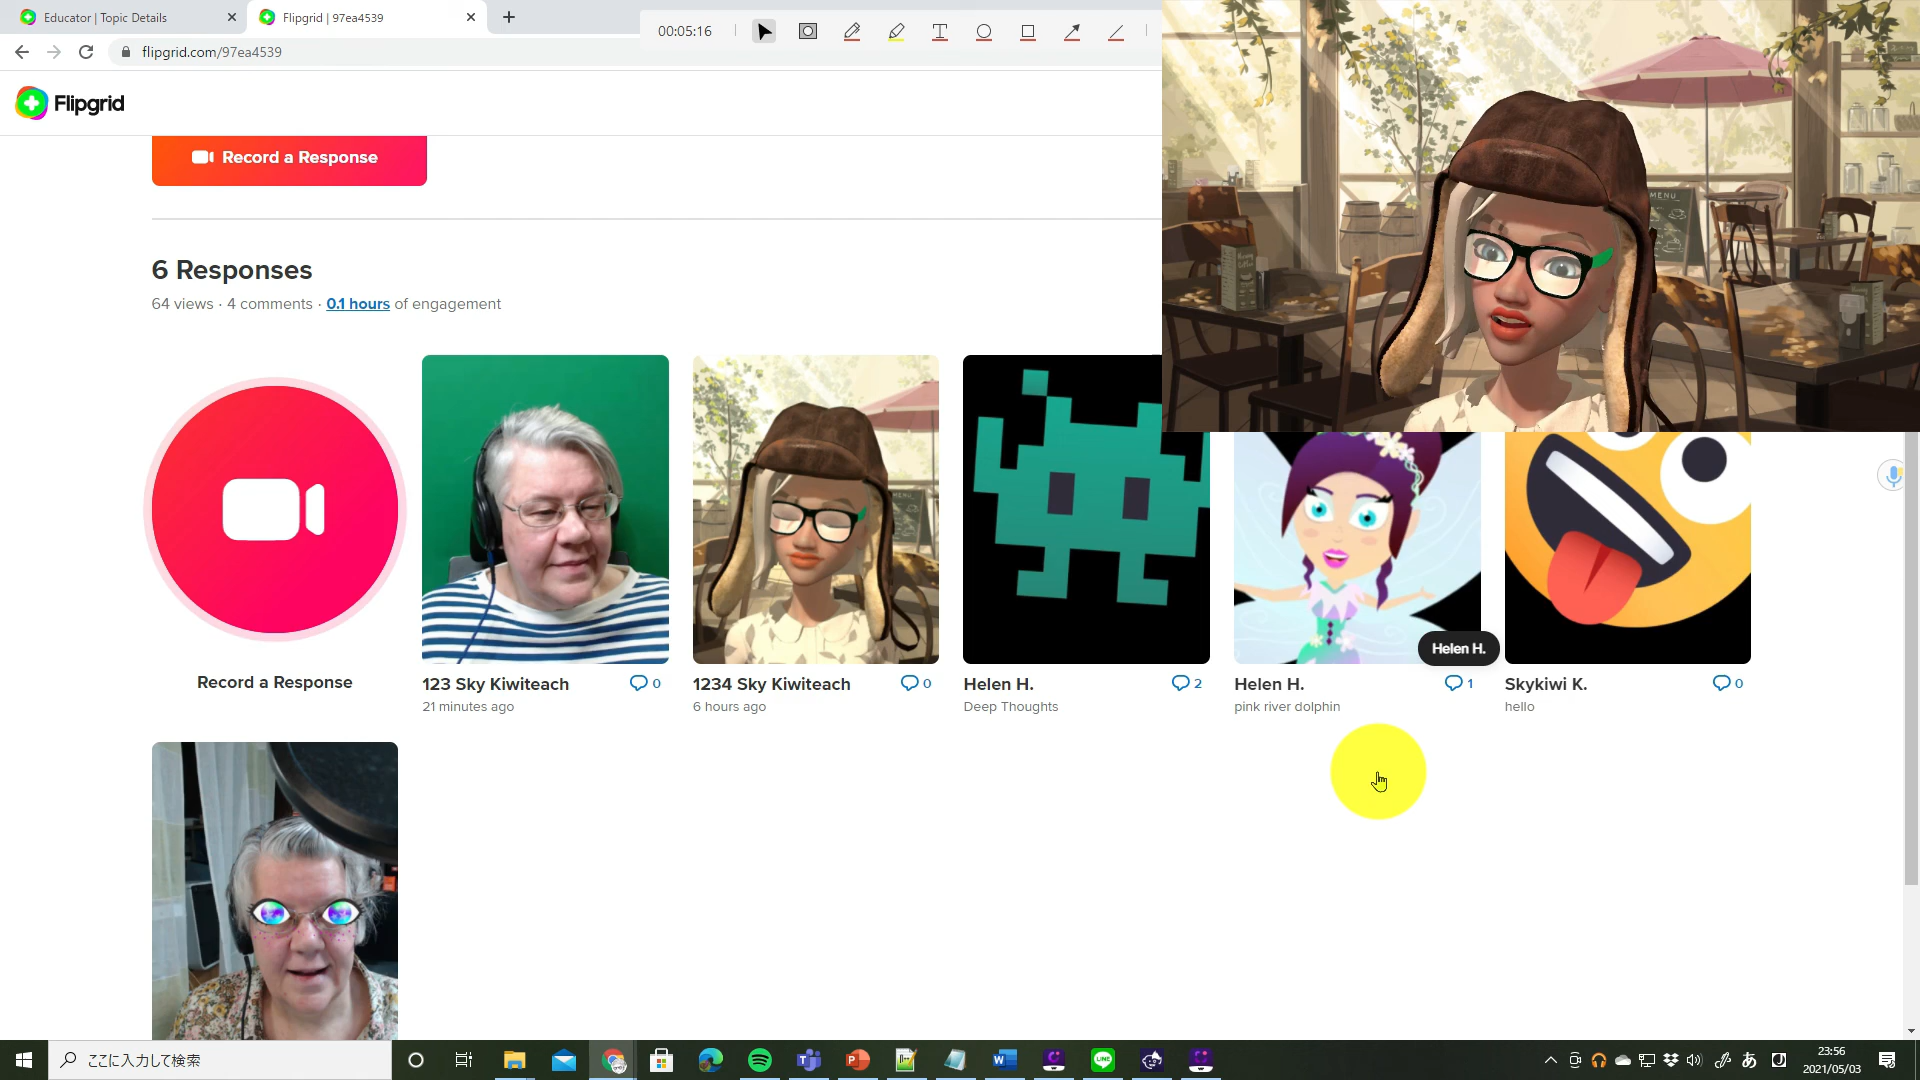 Educator | Topic Details
Flipgrid | 97ea4539
00:05:16
flipgrid.com/97ea4539
Flipgrid
Record a Response
MENU
6 Responses
64 views · 4 comments · 0.1 hours of engagement
MENU
Record a Response
123 Sky Kiwiteach
0
21 minutes ago
1234 Sky Kiwiteach
0
6 hours ago
Helen H.
2
Deep Thoughts
Helen H.
Helen H.
1
pink river dolphin
Skykiwi K.
0
hello
ここに入力して検索
あ
23:56
2021/05/03